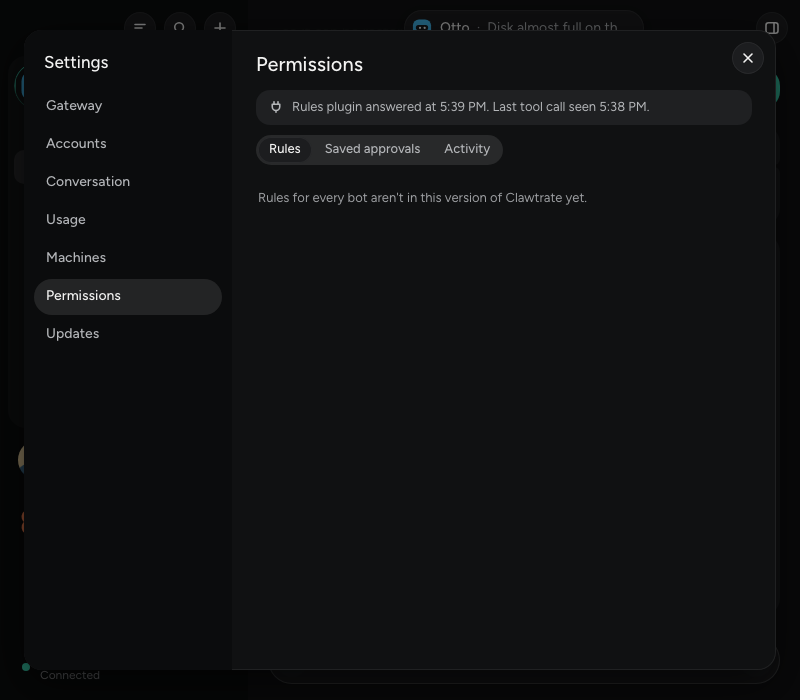 Otto · Disk almost full on th
Settings
Gateway
Accounts
Conversation
Usage
Machines
Permissions
Updates
Permissions
Rules plugin answered at 5:39 PM. Last tool call seen 5:38 PM.
Rules Saved approvals Activity
Rules for every bot aren't in this version of Clawtrate yet.
Connected